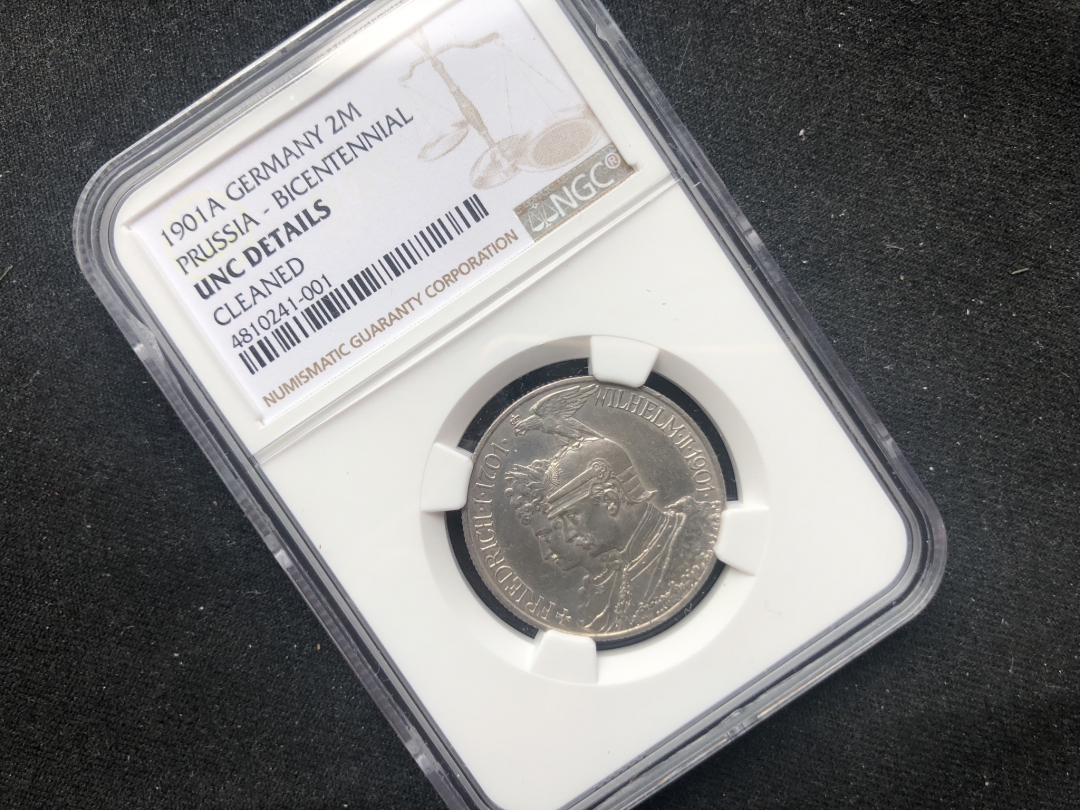 1901A GERMANY 2M
PRUSSIA - BICENTENNIAL
UNC DETAILS
CLEANED
4810241-001
NUMISMATIC GUARANTY CORPORATION
NGC®
FRIEDRICH·I·1701·
WILHELM·II·1901